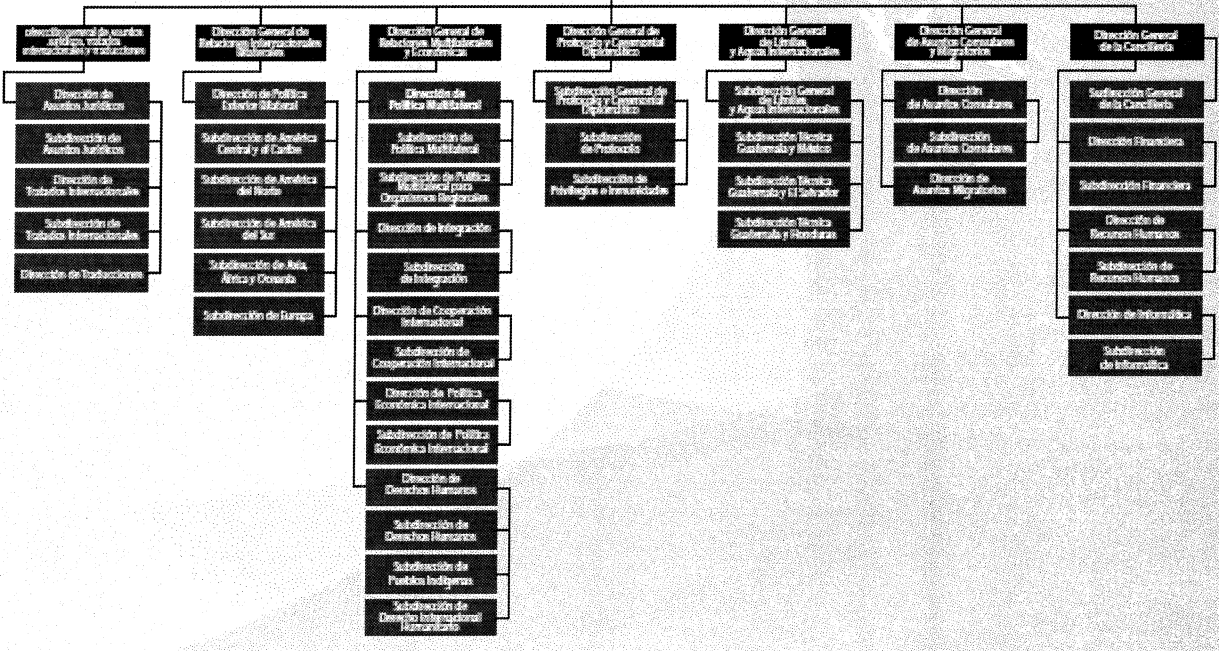 Dirección general de asuntos
jurídicos, tratados
internacionales y traducciones
Dirección General de
Relaciones Internacionales
Bilaterales
Dirección General de
Relaciones Multilaterales
y Económicas
Dirección General de
Protocolo y Ceremonial
Diplomático
Dirección General
de Límites
y Aguas Internacionales
Dirección General
de Asuntos Consulares
y Migratorios
Dirección General
de la Cancillería
Dirección de
Asuntos Jurídicos
Subdirección de
Asuntos Jurídicos
Dirección de
Tratados Internacionales
Subdirección de
Tratados Internacionales
Dirección de Traducciones
Dirección de Política
Exterior Bilateral
Subdirección de América
Central y el Caribe
Subdirección de América
del Norte
Subdirección de América
del Sur
Subdirección de Asia,
África y Oceanía
Subdirección de Europa
Dirección de
Política Multilateral
Subdirección de
Política Multilateral
Subdirección de Política
Multilateral para
Organismos Regionales
Dirección de Integración
Subdirección
de Integración
Dirección de Cooperación
Internacional
Subdirección de
Cooperación Internacional
Dirección de Política
Económica Internacional
Subdirección de Política
Económica Internacional
Dirección de
Derechos Humanos
Subdirección de
Derechos Humanos
Subdirección de
Pueblos Indígenas
Subdirección de
Derecho Internacional
Humanitario
Subdirección General de
Protocolo y Ceremonial
Diplomático
Subdirección
de Protocolo
Subdirección de
Privilegios e Inmunidades
Subdirección General
de Límites
y Aguas Internacionales
Subdirección Técnica
Guatemala y México
Subdirección Técnica
Guatemala y El Salvador
Subdirección Técnica
Guatemala y Honduras
Dirección
de Asuntos Consulares
Subdirección
de Asuntos Consulares
Dirección de
Asuntos Migratorios
Sudirección General
de la Cancillería
Dirección Financiera
Subdirección Financiera
Dirección de
Recursos Humanos
Subdirección de
Recursos Humanos
Dirección de Informática
Subdirección
de Informática